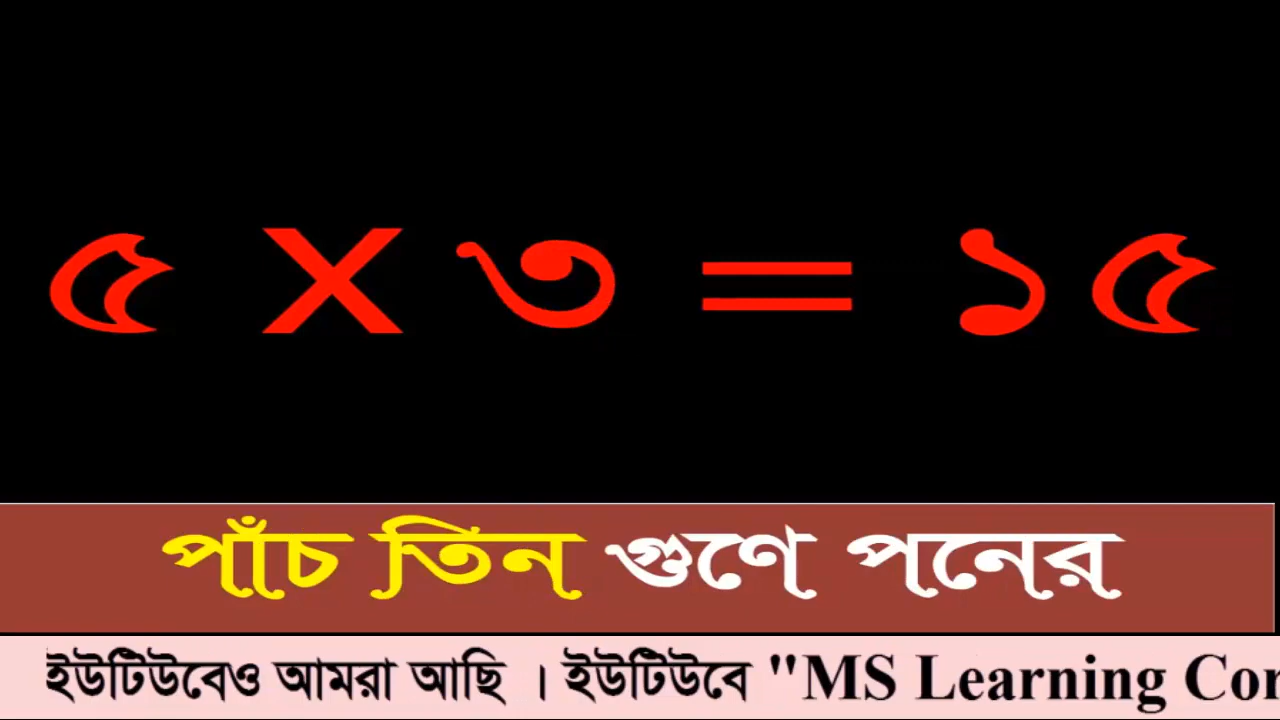 ৫ X ৩ = ১৫
পাঁচ তিন গুণে পনের
ইউটিউবেও আমরা আছি । ইউটিউবে "MS Learning